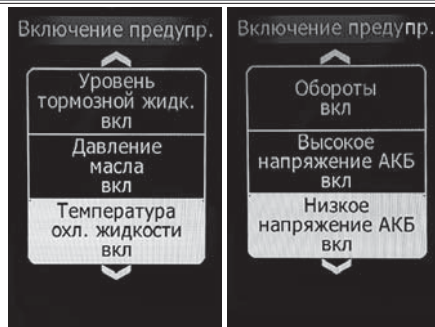 Включение предупр.
Уровень
тормозной жидк.
вкл
Давление
масла
вкл
Температура
охл. жидкости
вкл
Включение предупр.
Обороты
вкл
Высокое
напряжение АКБ
вкл
Низкое
напряжение АКБ
вкл